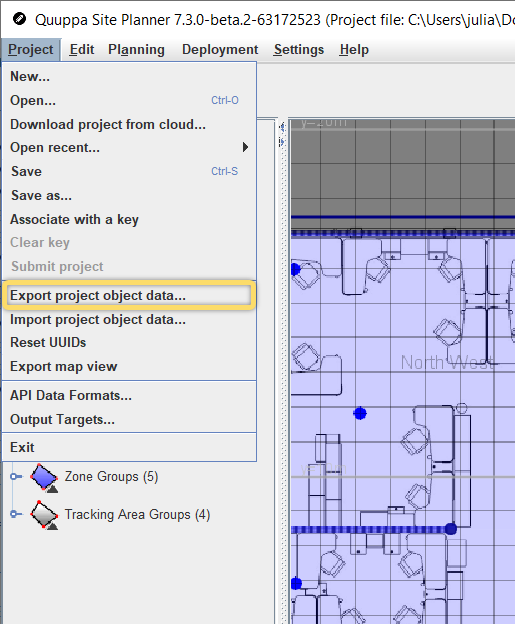 Quuppa Site Planner 7.3.0-beta.2-63172523 (Project file: C:\Users\julia\Do
Project Edit Planning Deployment Settings Help
New...
Open... Ctrl-O
Download project from cloud...
Open recent...
Save Ctrl-S
Save as...
Associate with a key
Clear key
Submit project
Export project object data...
Import project object data...
Reset UUIDs
Export map view
API Data Formats...
Output Targets...
Exit
Zone Groups (5)
Tracking Area Groups (4)
y=20m
North West